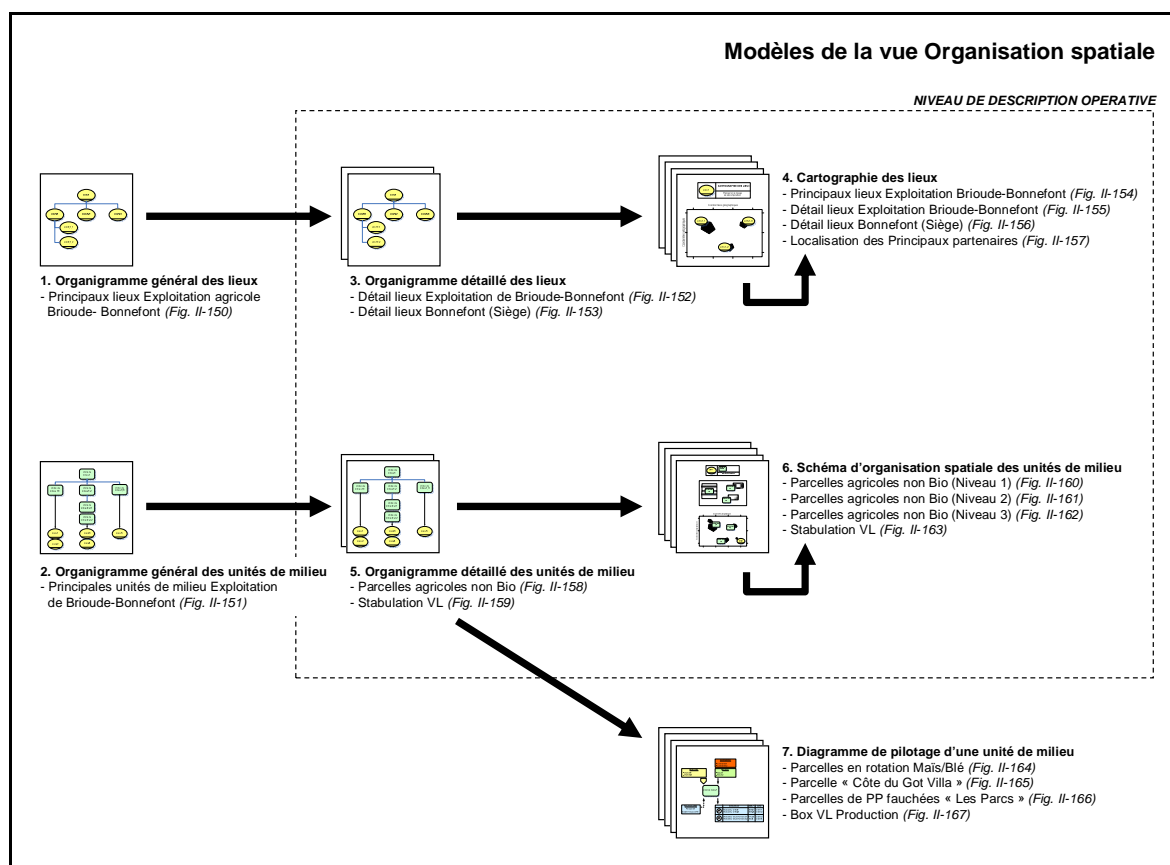 Modèles de la vue Organisation spatiale
NIVEAU DE DESCRIPTION OPERATIVE
1. Organigramme général des lieux
- Principaux lieux Exploitation agricole
Brioude- Bonnefont (Fig. II-150)
3. Organigramme détaillé des lieux
- Détail lieux Exploitation de Brioude-Bonnefont (Fig. II-152)
- Détail lieux Bonnefont (Siège) (Fig. II-153)
4. Cartographie des lieux
- Principaux lieux Exploitation Brioude-Bonnefont (Fig. II-154)
- Détail lieux Exploitation Brioude-Bonnefont (Fig. II-155)
- Détail lieux Bonnefont (Siège) (Fig. II-156)
- Localisation des Principaux partenaires (Fig. II-157)
2. Organigramme général des unités de milieu
- Principales unités de milieu Exploitation
de Brioude-Bonnefont (Fig. II-151)
5. Organigramme détaillé des unités de milieu
- Parcelles agricoles non Bio (Fig. II-158)
- Stabulation VL (Fig. II-159)
6. Schéma d'organisation spatiale des unités de milieu
- Parcelles agricoles non Bio (Niveau 1) (Fig. II-160)
- Parcelles agricoles non Bio (Niveau 2) (Fig. II-161)
- Parcelles agricoles non Bio (Niveau 3) (Fig. II-162)
- Stabulation VL (Fig. II-163)
7. Diagramme de pilotage d'une unité de milieu
- Parcelles en rotation Maïs/Blé (Fig. II-164)
- Parcelle « Côte du Got Villa » (Fig. II-165)
- Parcelles de PP fauchées « Les Parcs » (Fig. II-166)
- Box VL Production (Fig. II-167)